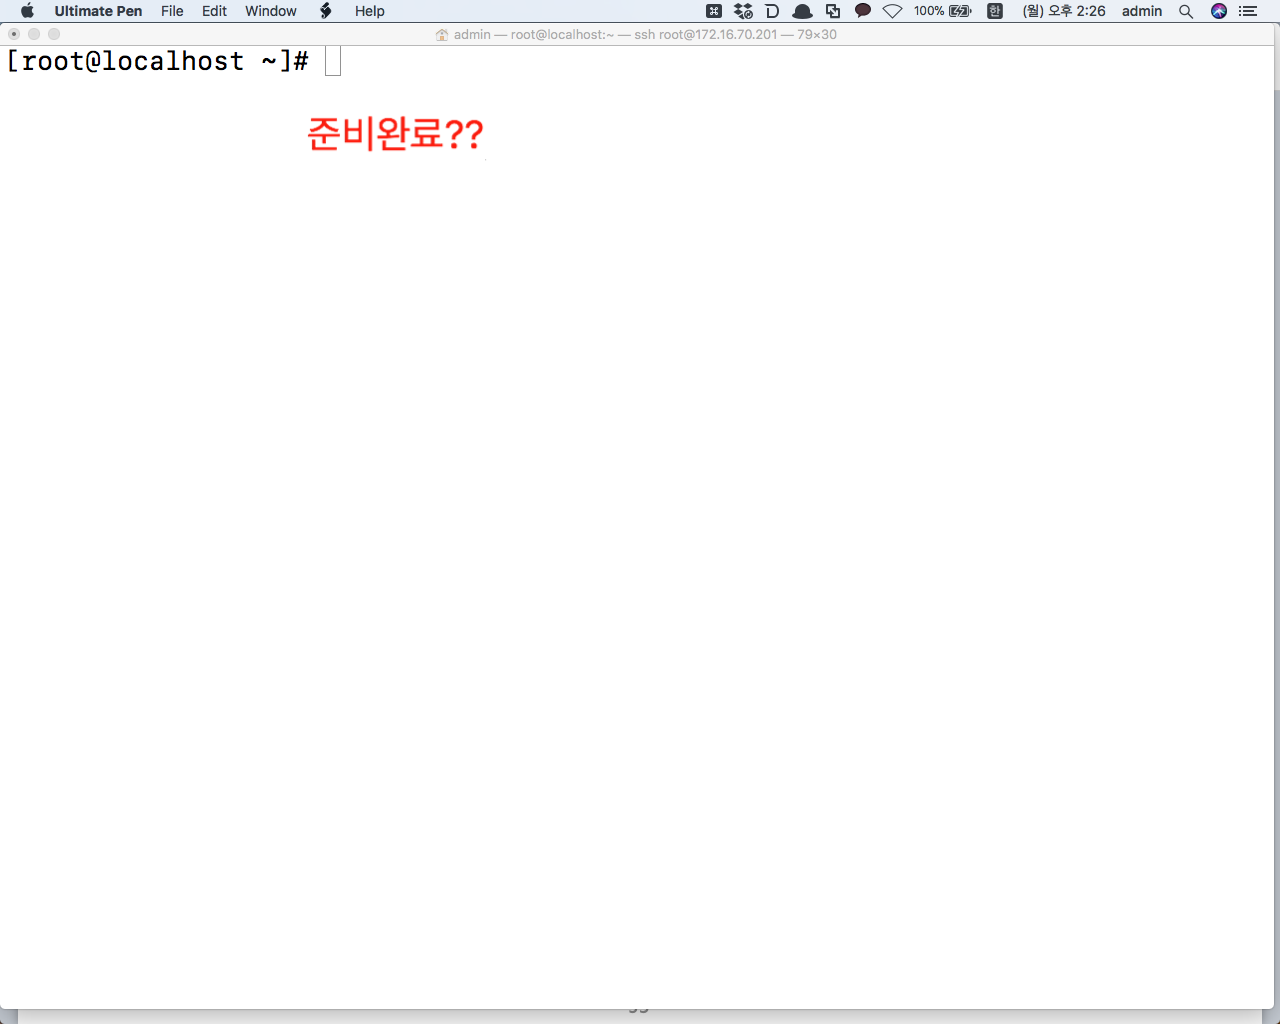 Ultimate Pen File Edit Window Help 100% 한 (월) 오후 2:26 admin
admin — root@localhost:~ — ssh root@172.16.70.201 — 79×30
[root@localhost ~]#
준비완료??